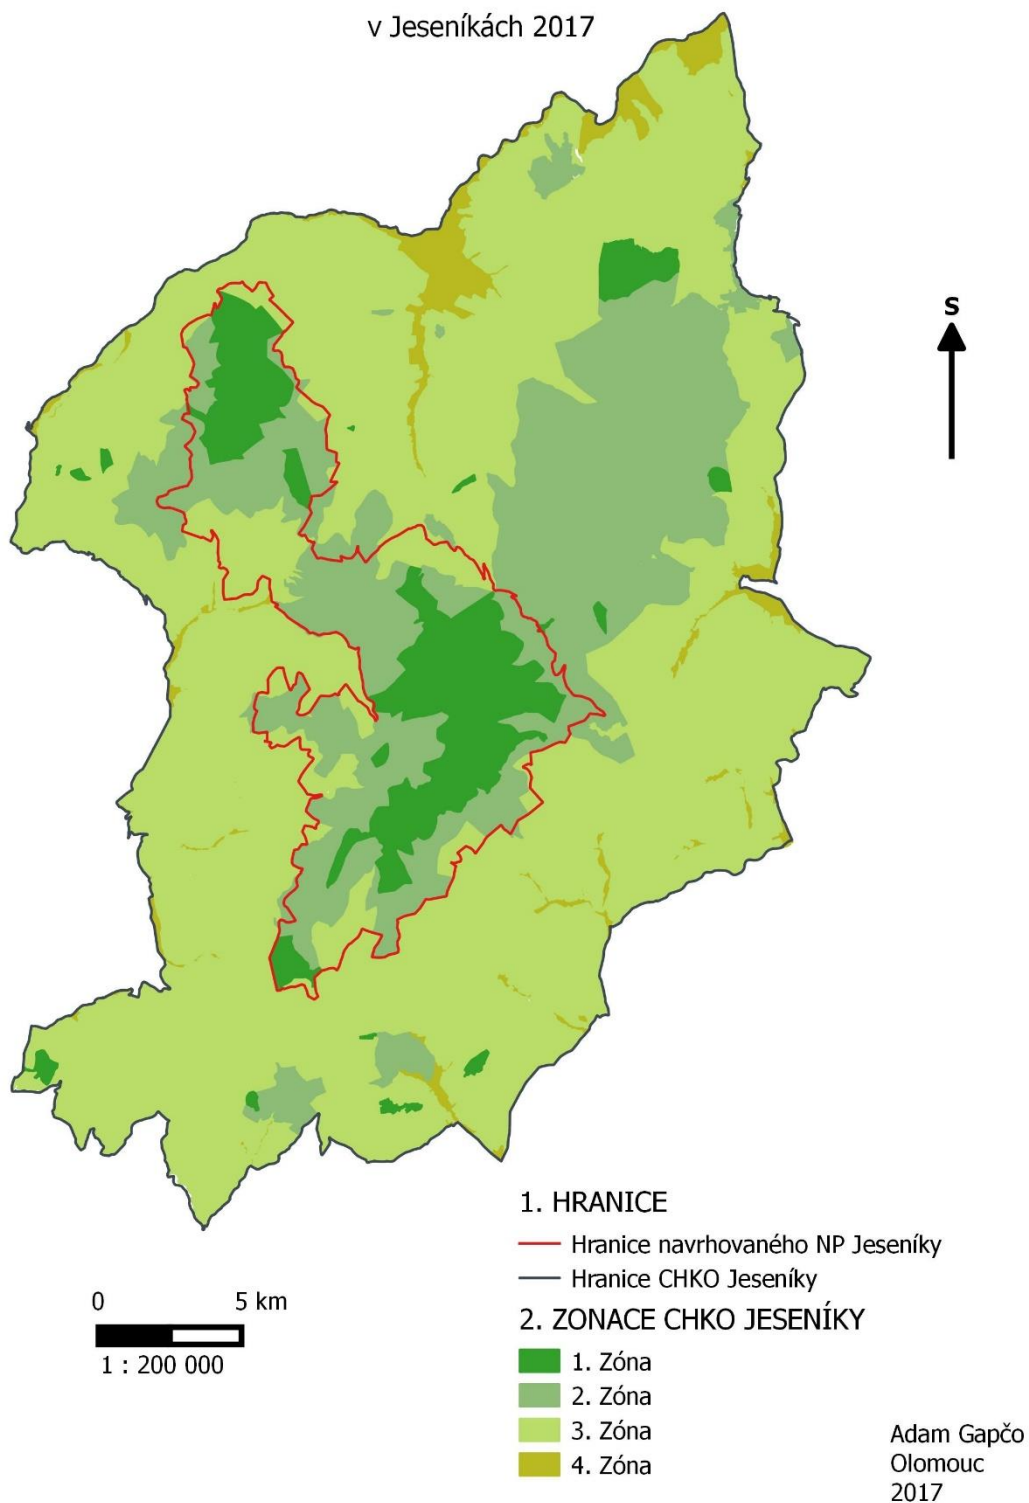 v Jeseníkách 2017
S
1. HRANICE
Hranice navrhovaného NP Jeseníky
Hranice CHKO Jeseníky
0 5 km
1 : 200 000
2. ZONACE CHKO JESENÍKY
1. Zóna
2. Zóna
3. Zóna
4. Zóna
Adam Gapčo
Olomouc
2017